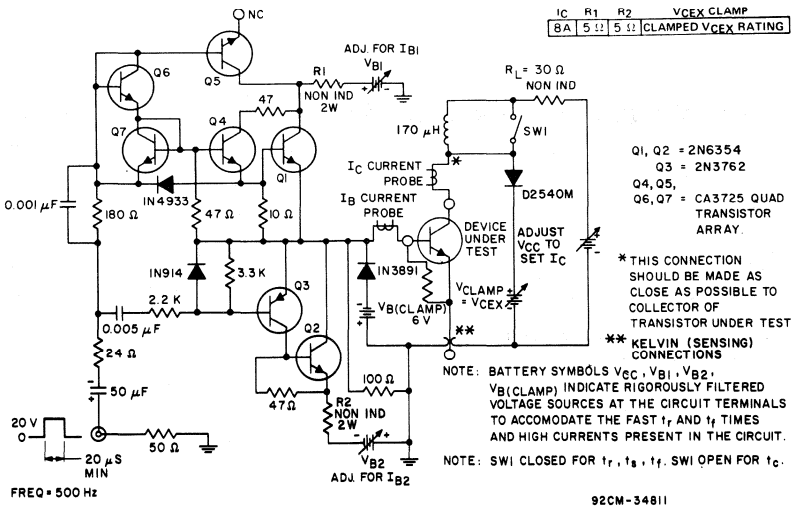 IC R1 R2 VCEX CLAMP
8A 5 Ω 5 Ω CLAMPED VCEX RATING
NC
Q6
Q5
ADJ. FOR IB1
VB1
+ -
R1
NON IND
2W
RL = 30 Ω
NON IND
47
Q7
Q4
Q1
170 µH
SW1
*
IC CURRENT
PROBE
IB CURRENT
PROBE
D2540M
Q1, Q2 = 2N6354
Q3 = 2N3762
Q4, Q5,
Q6, Q7 = CA3725 QUAD
TRANSISTOR
ARRAY.
0.001 µF
180 Ω
1N4933
47 Ω
10 Ω
DEVICE
UNDER
TEST
ADJUST
VCC TO
SET IC
1N914
3.3 K
Q3
1N3891
VCLAMP
= VCEX
+
-
-
+
VB(CLAMP)
6 V
* THIS CONNECTION
SHOULD BE MADE AS
CLOSE AS POSSIBLE TO
COLLECTOR OF
TRANSISTOR UNDER TEST
2.2 K
0.005 µF
Q2
**
** KELVIN (SENSING)
CONNECTIONS
24 Ω
-
+
50 µF
47 Ω
R2
NON IND
2W
100 Ω
NOTE: BATTERY SYMBOLS VCC, VB1, VB2,
VB(CLAMP) INDICATE RIGOROUSLY FILTERED
VOLTAGE SOURCES AT THE CIRCUIT TERMINALS
TO ACCOMODATE THE FAST tr AND tf TIMES
AND HIGH CURRENTS PRESENT IN THE CIRCUIT.
20 V
0
20 µS
MIN
50 Ω
- +
VB2
ADJ. FOR IB2
NOTE: SW1 CLOSED FOR tr, ts, tf. SW1 OPEN FOR tc.
FREQ = 500 Hz
92CM-34811